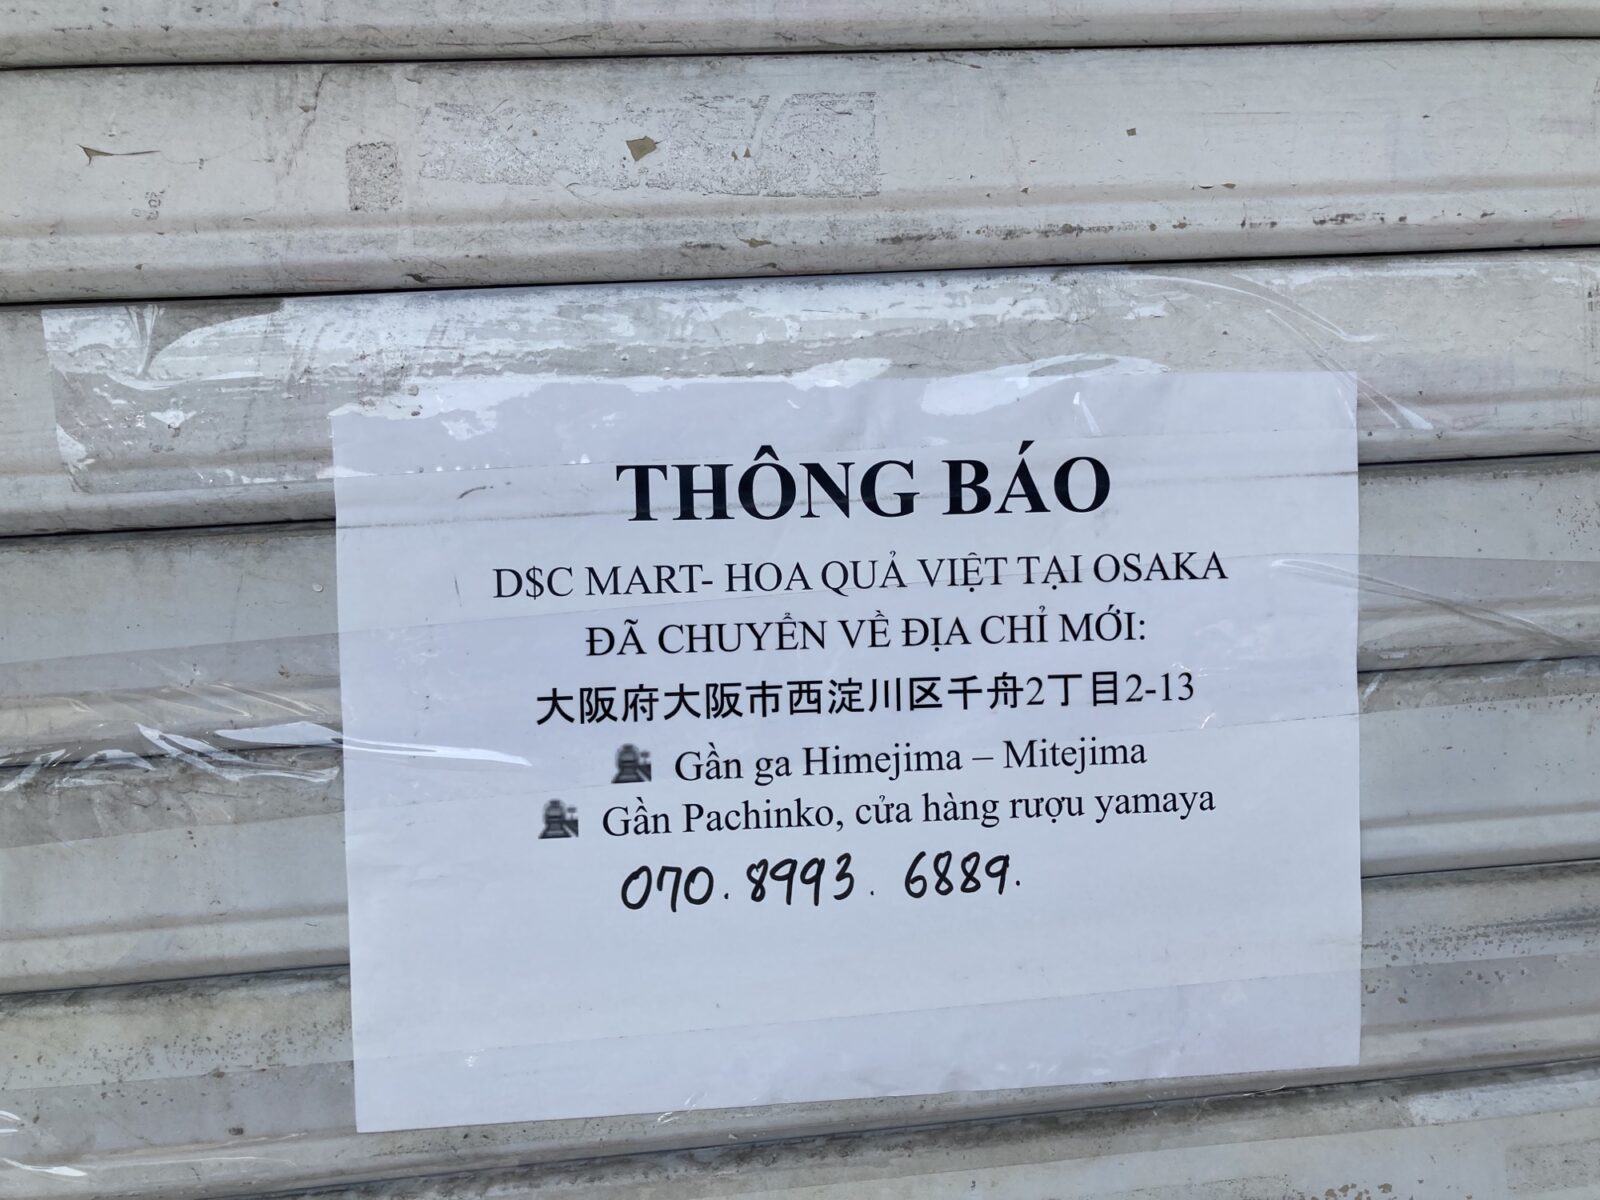 THÔNG BÁO
D$C MART- HOA QUẢ VIỆT TẠI OSAKA
ĐÃ CHUYỂN VỀ ĐỊA CHỈ MỚI:
大阪府大阪市西淀川区千舟2丁目2-13
Gần ga Himejima – Mitejima
Gần Pachinko, cửa hàng rượu yamaya
070.8993.6889.